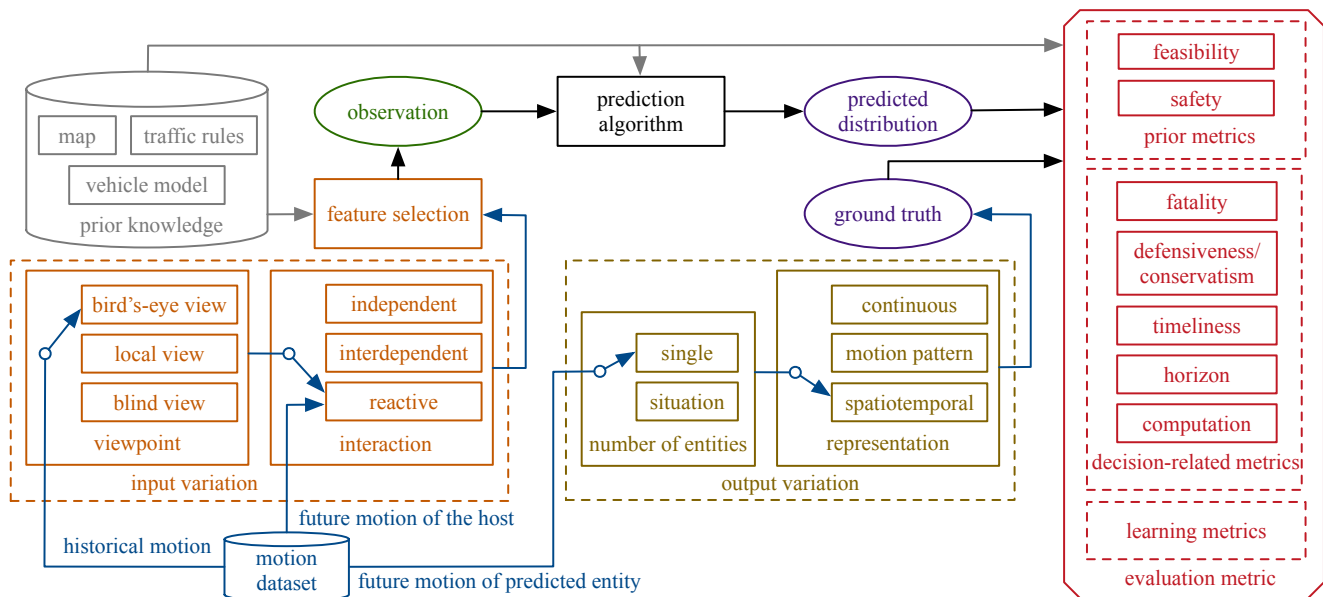 map
traffic rules
vehicle model
prior knowledge
observation
feature selection
prediction
algorithm
predicted
distribution
ground truth
bird's-eye view
local view
blind view
viewpoint
independent
interdependent
reactive
interaction
input variation
single
situation
number of entities
continuous
motion pattern
spatiotemporal
representation
output variation
historical motion
future motion of the host
motion
dataset
future motion of predicted entity
feasibility
safety
prior metrics
fatality
defensiveness/
conservatism
timeliness
horizon
computation
decision-related metrics
learning metrics
evaluation metric